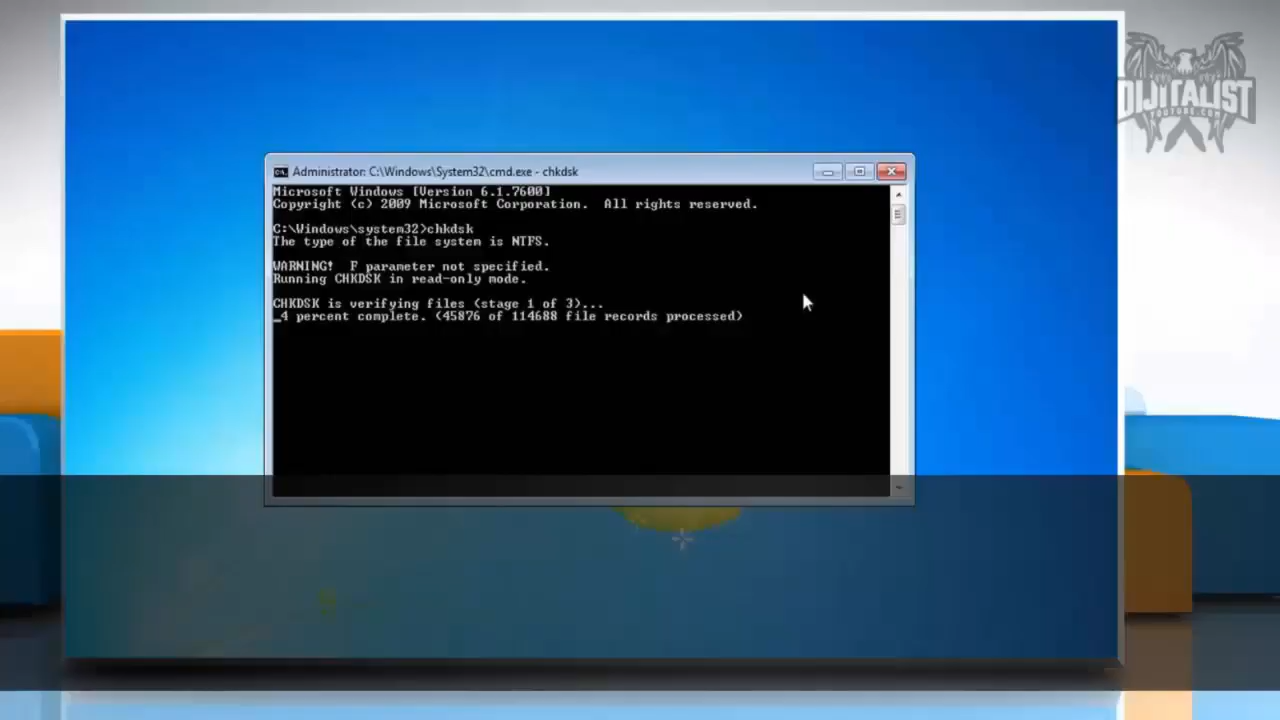 DIJITALIST
YOUTUBE.COM
Administrator: C:\Windows\System32\cmd.exe - chkdsk
Microsoft Windows [Version 6.1.7600]
Copyright (c) 2009 Microsoft Corporation.  All rights reserved.
C:\Windows\system32>chkdsk
The type of the file system is NTFS.
WARNING!  F parameter not specified.
Running CHKDSK in read-only mode.
CHKDSK is verifying files (stage 1 of 3)...
_4 percent complete. (45876 of 114688 file records processed)